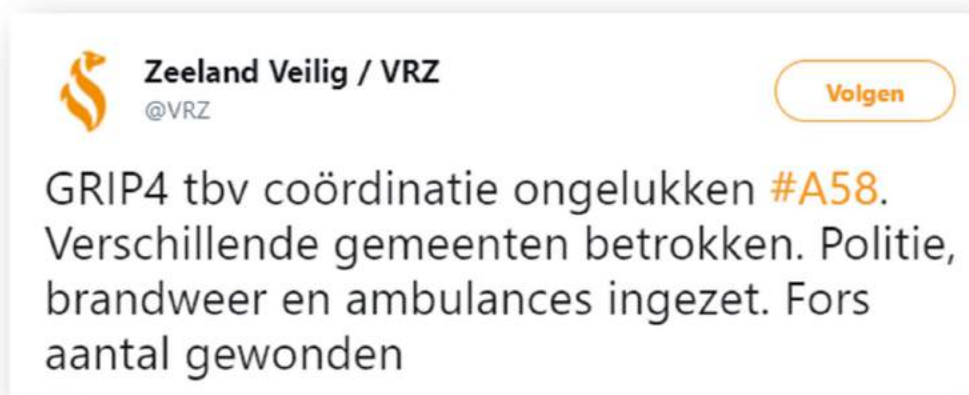 Zeeland Veilig / VRZ
@VRZ
Volgen
GRIP4 tbv coördinatie ongelukken #A58.
Verschillende gemeenten betrokken. Politie,
brandweer en ambulances ingezet. Fors
aantal gewonden